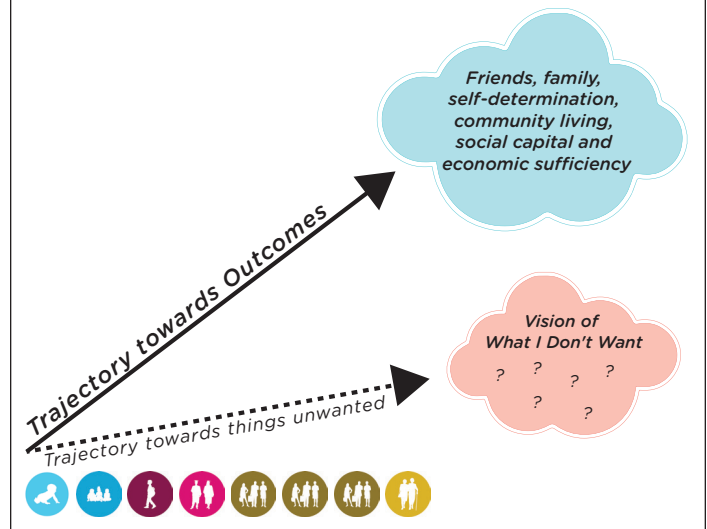 Friends, family,
self-determination,
community living,
social capital and
economic sufficiency
Trajectory towards Outcomes
Vision of
What I Don't Want
? ? ? ?
? ?
Trajectory towards things unwanted